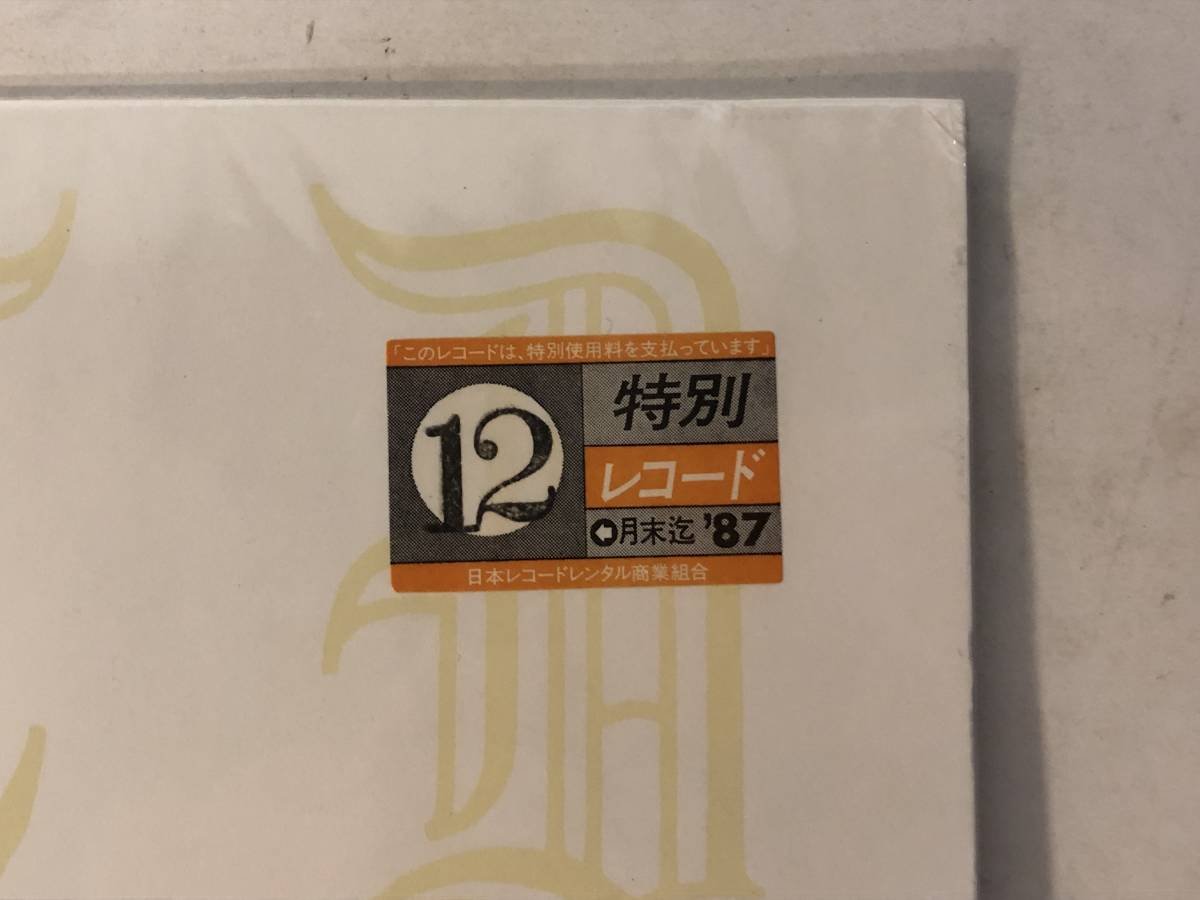 「このレコードは、特別使用料を支払っています」
12
特別
レコード
月末迄 '87
日本レコードレンタル商業組合